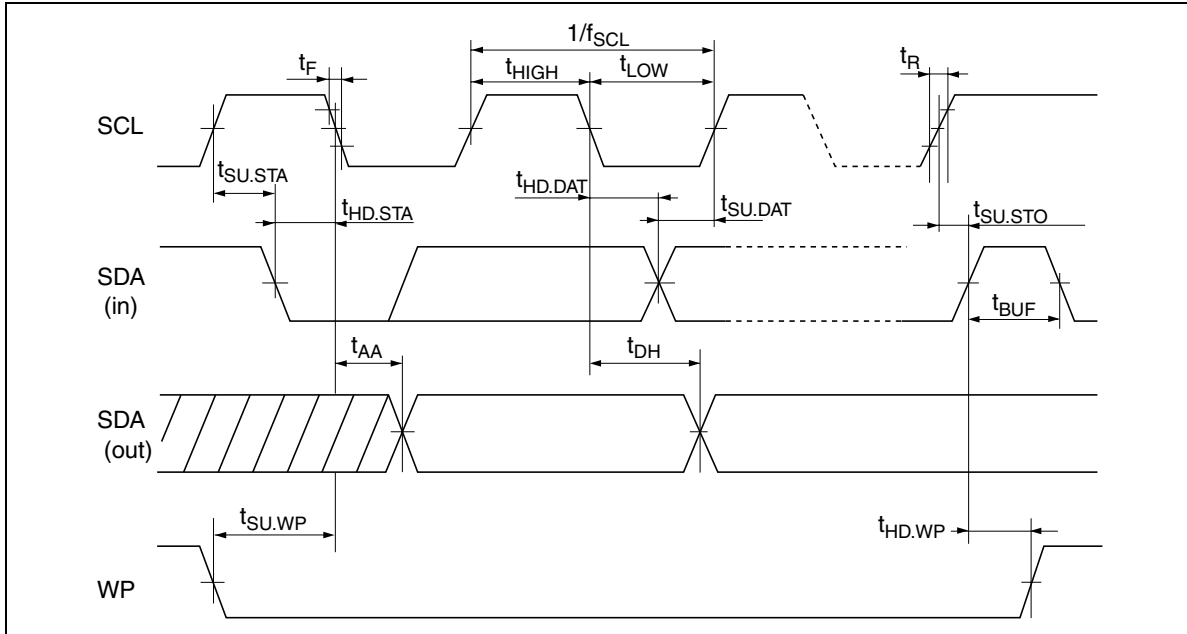 1/fSCL
tF
tHIGH
tLOW
tR
SCL
tSU.STA
tHD.STA
tHD.DAT
tSU.DAT
tSU.STO
SDA
(in)
tBUF
tAA
tDH
SDA
(out)
tSU.WP
tHD.WP
WP